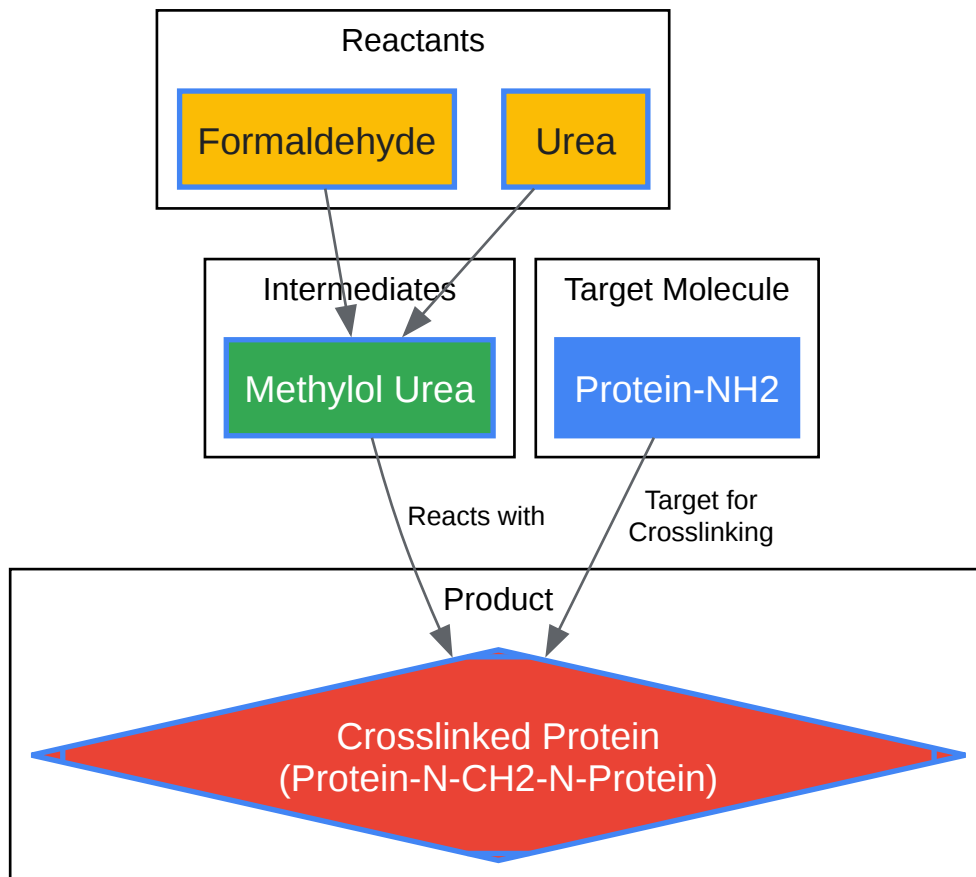 Reactants
Formaldehyde
Urea
Intermediates
Target Molecule
Methylol Urea
Protein-NH2
Reacts with
Target for
Crosslinking
Product
Crosslinked Protein
(Protein-N-CH2-N-Protein)